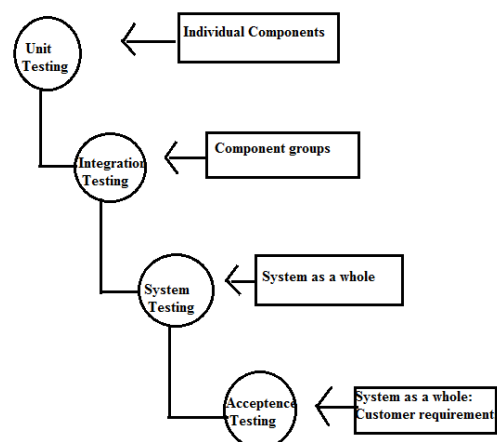 Unit
Testing
Individual Components
Integration
Testing
Component groups
System
Testing
System as a whole
Acceptence
Testing
System as a whole:
Customer requirement